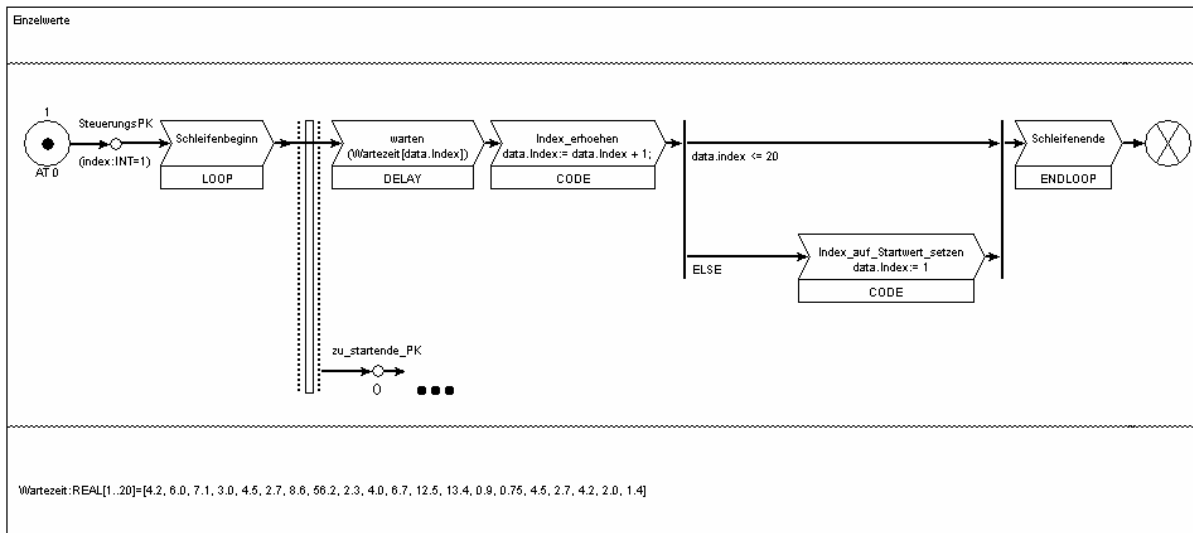 Einzelwerte
1
SteuerungsPK
(index:INT=1)
AT 0
Schleifenbeginn
LOOP
warten
(Wartezeit[data.Index])
DELAY
Index_erhoehen
data.Index:= data.Index + 1;
CODE
data.index <= 20
Schleifenende
ENDLOOP
ELSE
Index_auf_Startwert_setzen
data.Index:= 1
CODE
zu_startende_PK
()
Wartezeit:REAL[1..20]=[4.2, 6.0, 7.1, 3.0, 4.5, 2.7, 8.6, 56.2, 2.3, 4.0, 6.7, 12.5, 13.4, 0.9, 0.75, 4.5, 2.7, 4.2, 2.0, 1.4]